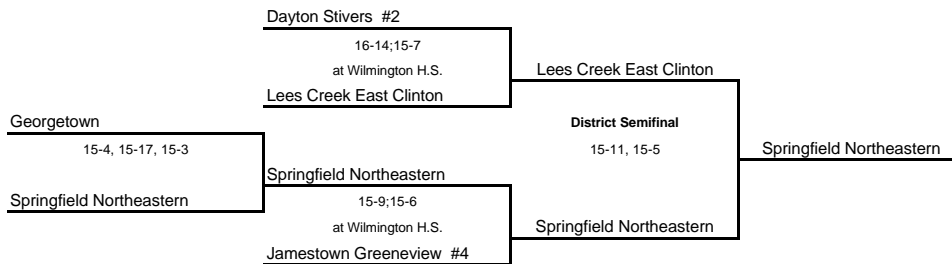 Dayton Stivers #2
16-14;15-7
at Wilmington H.S.
Lees Creek East Clinton
Lees Creek East Clinton
Georgetown
15-4, 15-17, 15-3
Springfield Northeastern
District Semifinal
15-11, 15-5
Springfield Northeastern
Springfield Northeastern
15-9;15-6
at Wilmington H.S.
Jamestown Greeneview #4
Springfield Northeastern